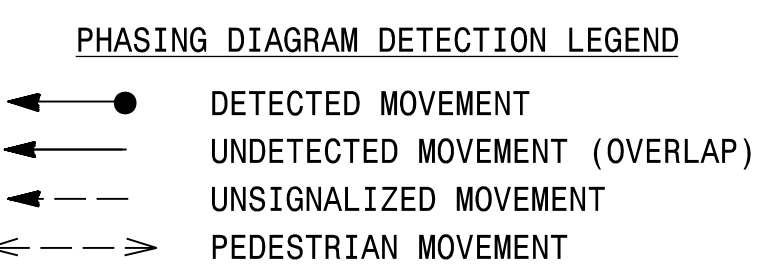 PHASING DIAGRAM DETECTION LEGEND
DETECTED MOVEMENT
UNDETECTED MOVEMENT (OVERLAP)
UNSIGNALIZED MOVEMENT
PEDESTRIAN MOVEMENT